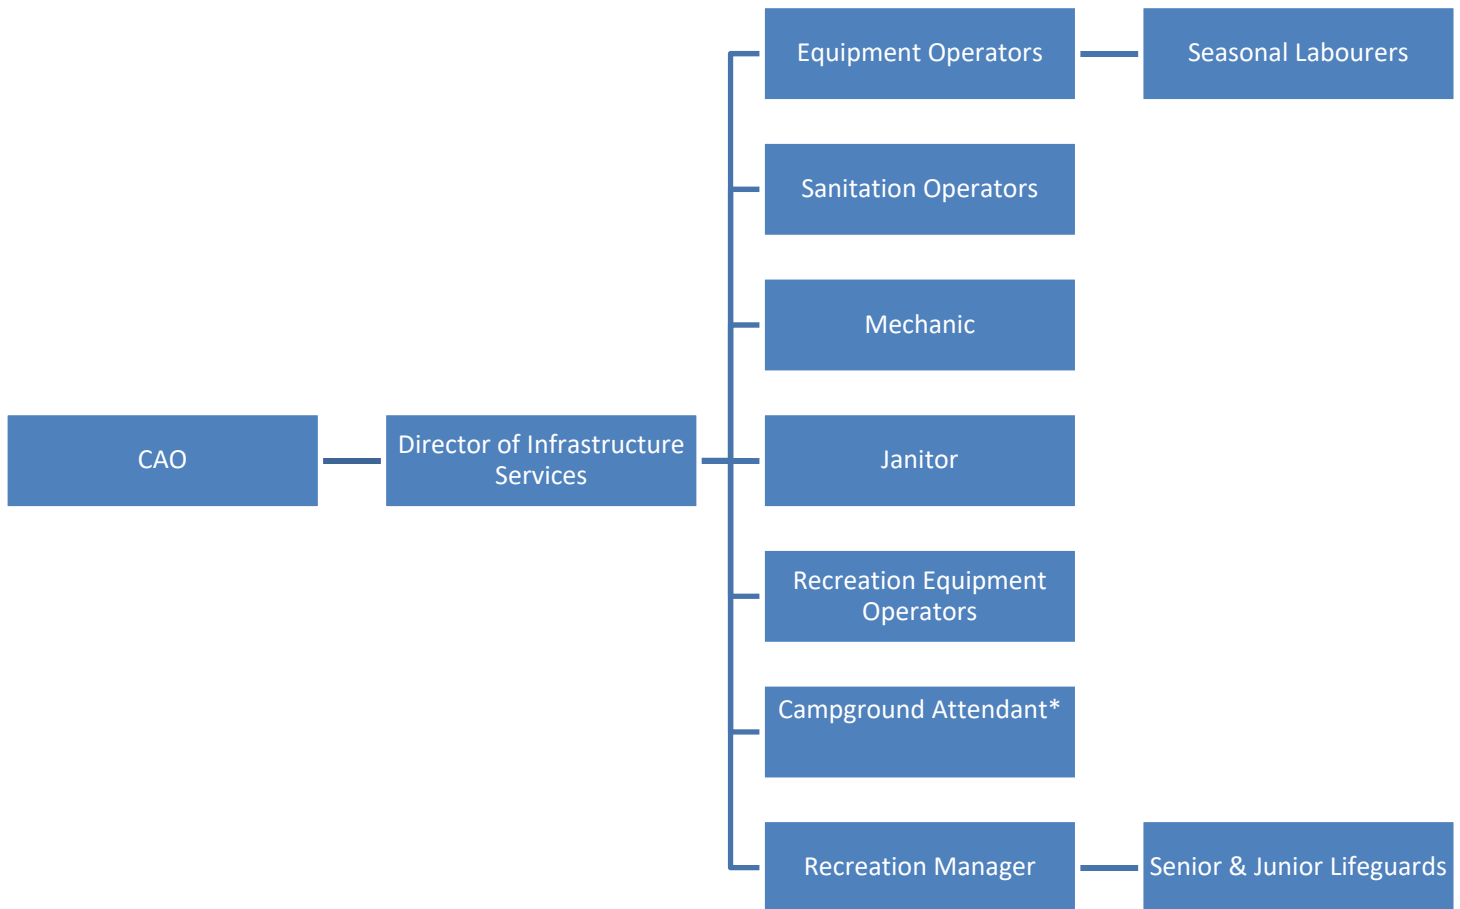 Equipment Operators
Seasonal Labourers
Sanitation Operators
Mechanic
CAO
Director of Infrastructure
Services
Janitor
Recreation Equipment
Operators
Campground Attendant*
Recreation Manager
Senior & Junior Lifeguards